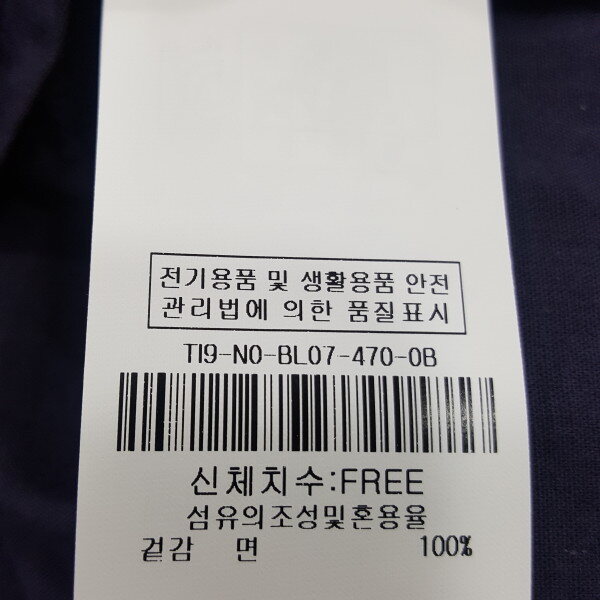 전기용품 및 생활용품 안전
관리법에 의한 품질표시
TI9-NO-BL07-470-0B
신체치수:FREE
섬유의조성및혼용율
겉감 면 100%